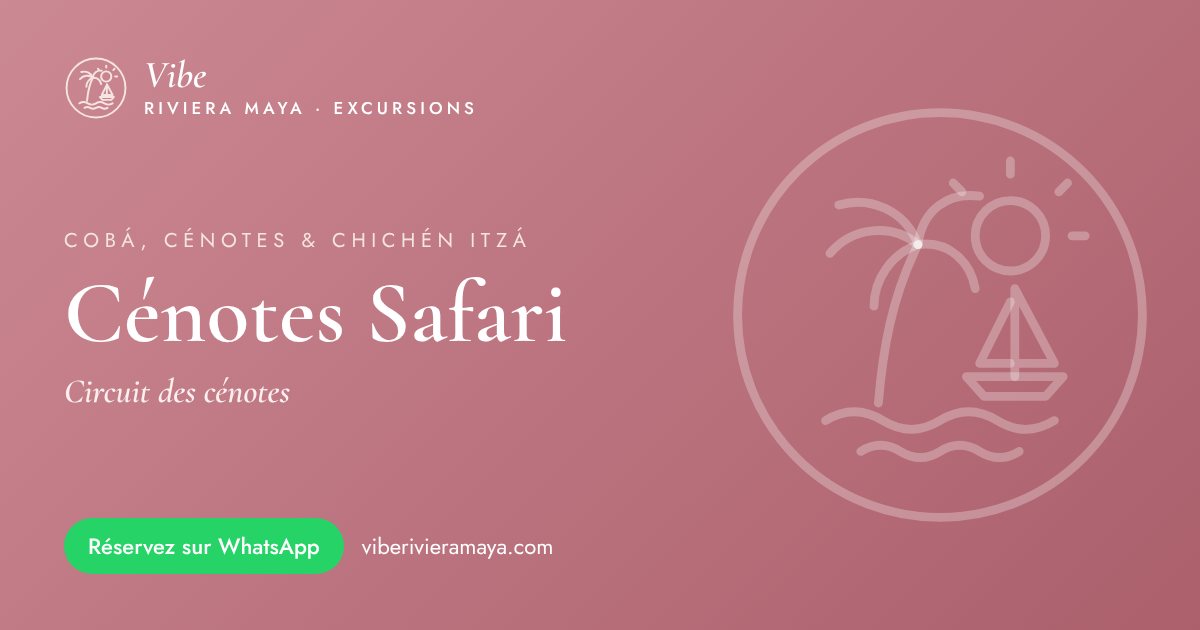 Vibe
RIVIERA MAYA · EXCURSIONS
COBÁ, CÉNOTES & CHICHÉN ITZÁ
Cénotes Safari
Circuit des cénotes
Réservez sur WhatsApp
viberivieramaya.com